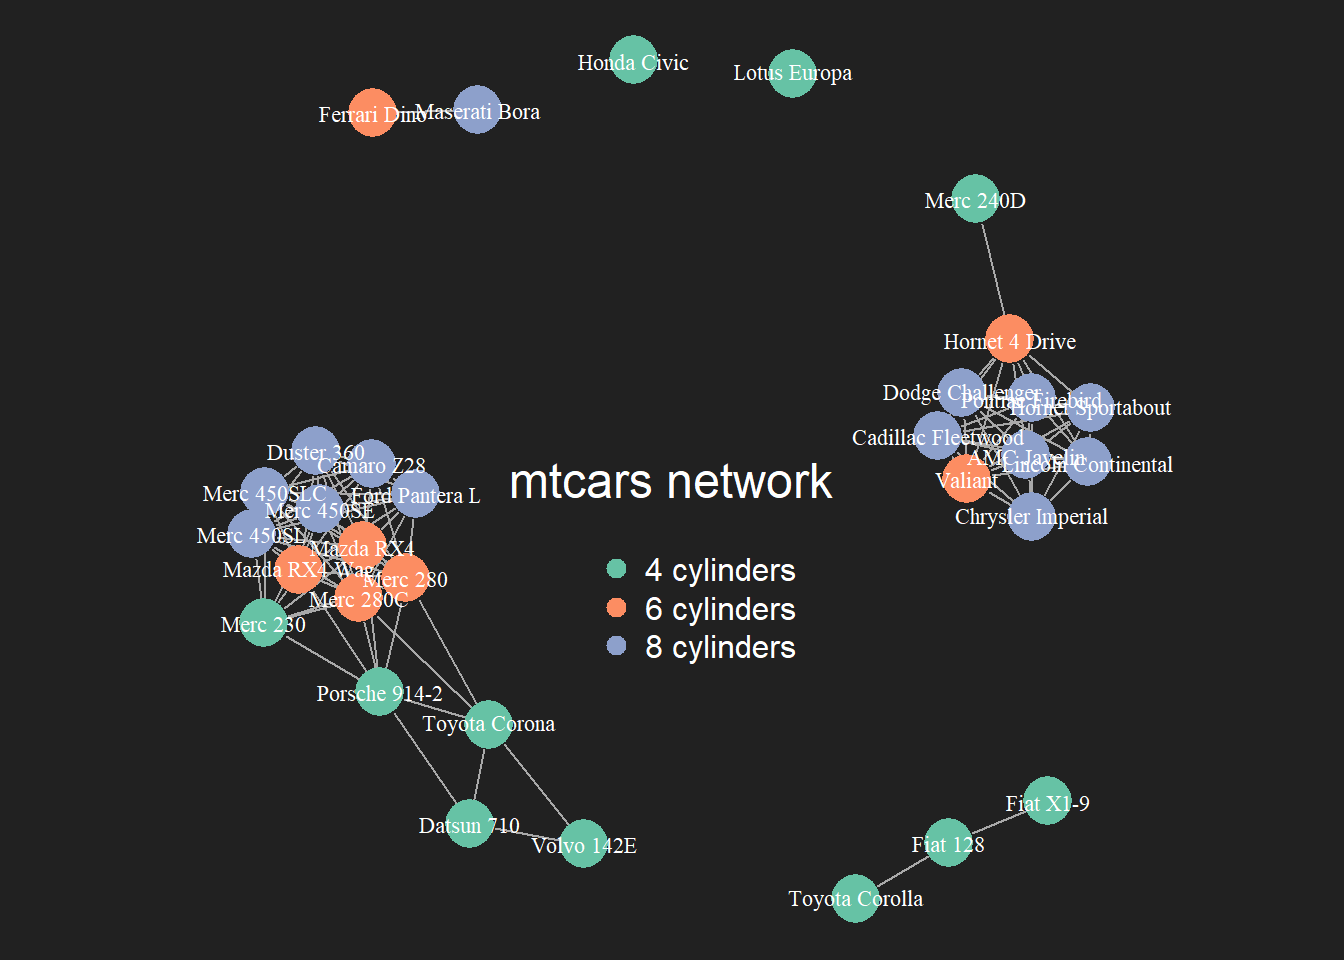 Honda Civic
Lotus Europa
Ferrari Dino
Maserati Bora
Merc 240D
Hornet 4 Drive
Dodge Challenger
Pontiac Firebird
Hornet Sportabout
Cadillac Fleetwood
AMC Javelin
Lincoln Continental
Valiant
Chrysler Imperial
Duster 360
Camaro Z28
Merc 450SLC
Ford Pantera L
Merc 450SE
Merc 450SL
Mazda RX4
Mazda RX4 Wag
Merc 280
Merc 280C
Merc 230
mtcars network
4 cylinders
6 cylinders
8 cylinders
Porsche 914-2
Toyota Corona
Datsun 710
Volvo 142E
Fiat X1-9
Fiat 128
Toyota Corolla